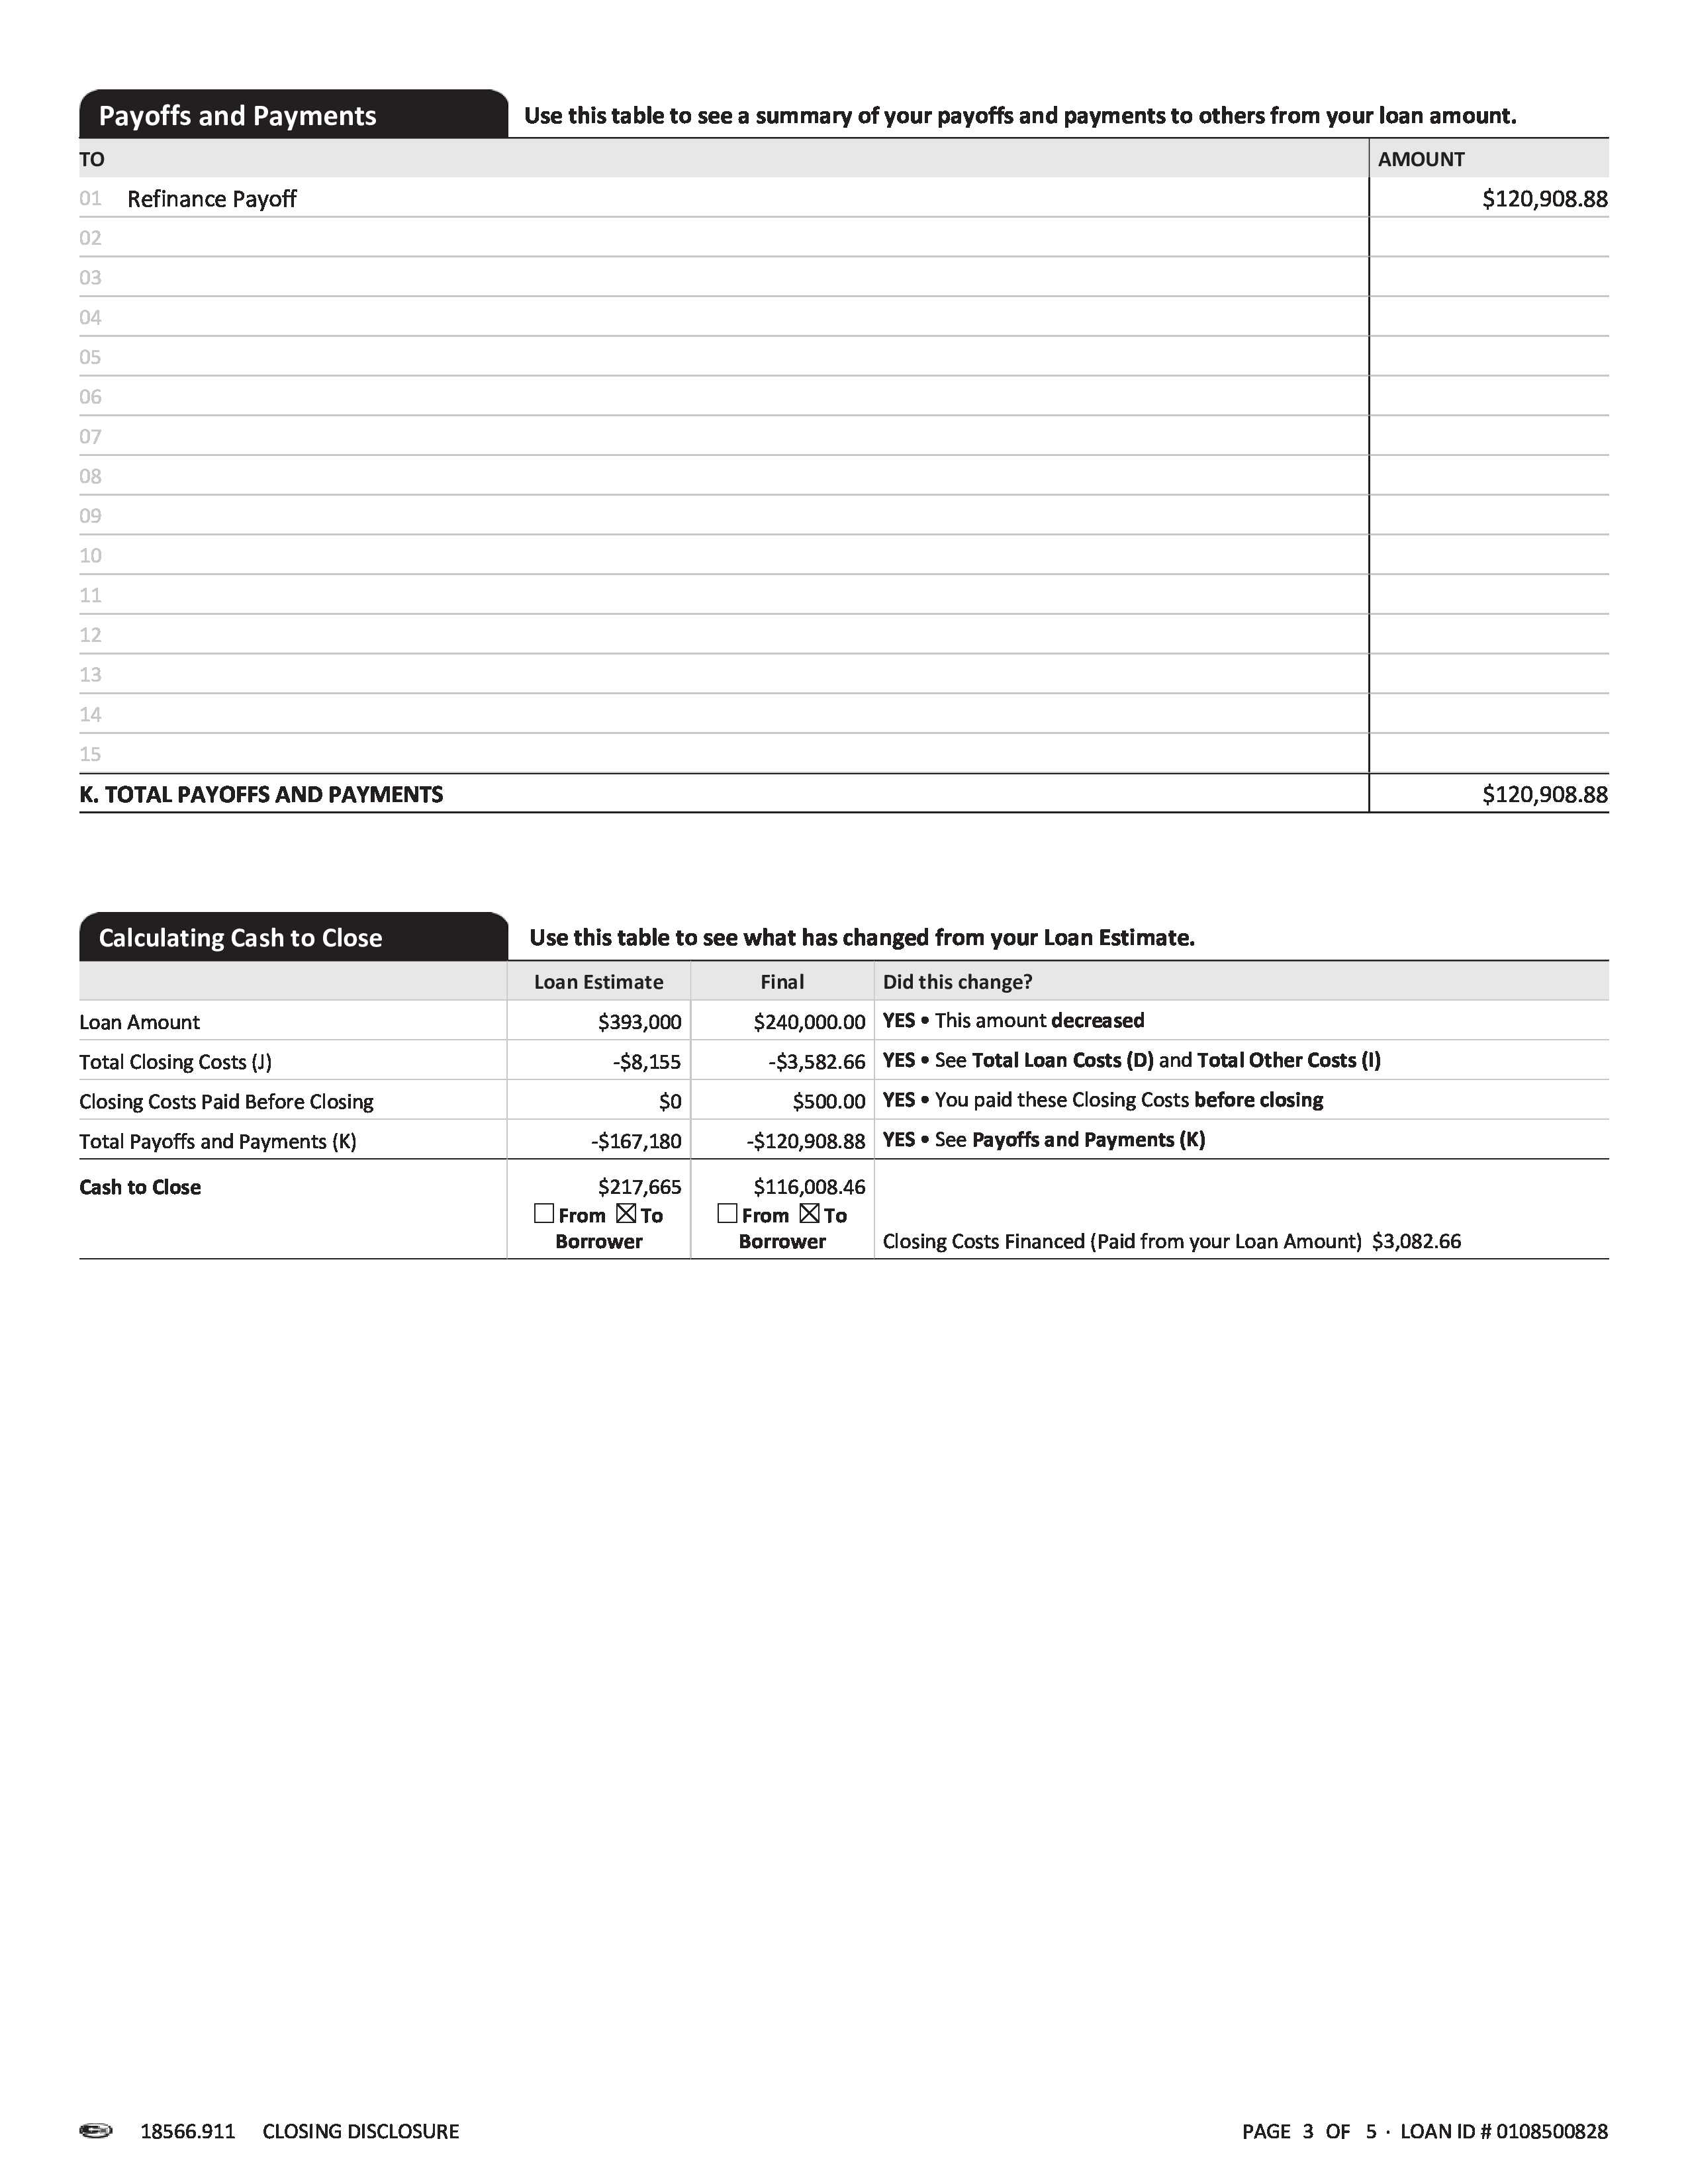 Payoffs and Payments Use this table to see a summary of your payoffs and payments to others from your loan amount.
TO AMOUNT
01 Refinance Payoff $120,908.88
02
03
04
05
06
07
08
09
10
11
12
13
14
15
K. TOTAL PAYOFFS AND PAYMENTS $120,908.88
Calculating Cash to Close Use this table to see what has changed from your Loan Estimate.
Loan Estimate Final Did this change?
Loan Amount $393,000 $240,000.00 YES • This amount decreased
Total Closing Costs (J) -$8,155 -$3,582.66 YES • See Total Loan Costs (D) and Total Other Costs (I)
Closing Costs Paid Before Closing $0 $500.00 YES • You paid these Closing Costs before closing
Total Payoffs and Payments (K) -$167,180 -$120,908.88 YES • See Payoffs and Payments (K)
Cash to Close $217,665 $116,008.46
☐ From ☒ To ☐ From ☒ To
Borrower Borrower Closing Costs Financed (Paid from your Loan Amount) $3,082.66
18566.911 CLOSING DISCLOSURE PAGE 3 OF 5 · LOAN ID # 0108500828